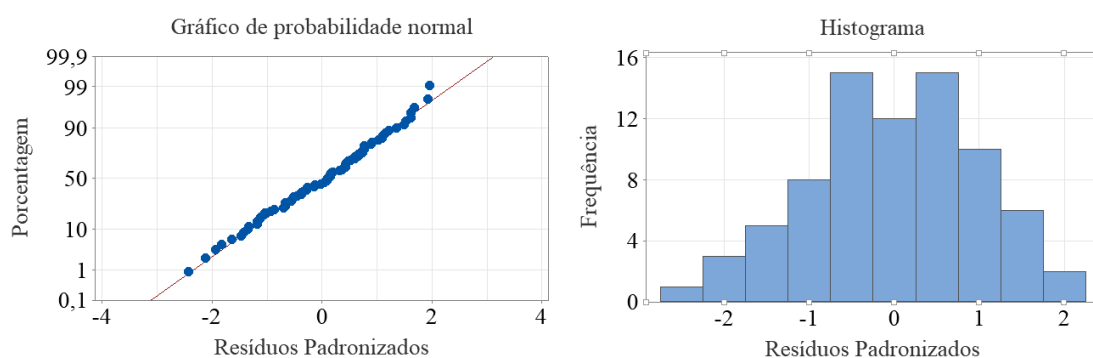 Gráfico de probabilidade normal
99,9
99
90
50
10
1
0,1
Porcentagem
-4 -2 0 2 4
Resíduos Padronizados
Histograma
16
12
8
4
0
Frequência
-2 -1 0 1 2
Resíduos Padronizados